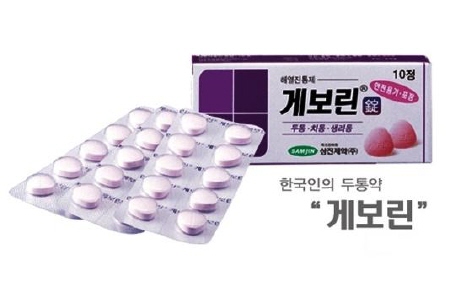 해열진통제
10정
게보린®
錠
두통·치통·생리통
SAMJIN
삼진제약(주)
한국인의 두통약
“게보린”